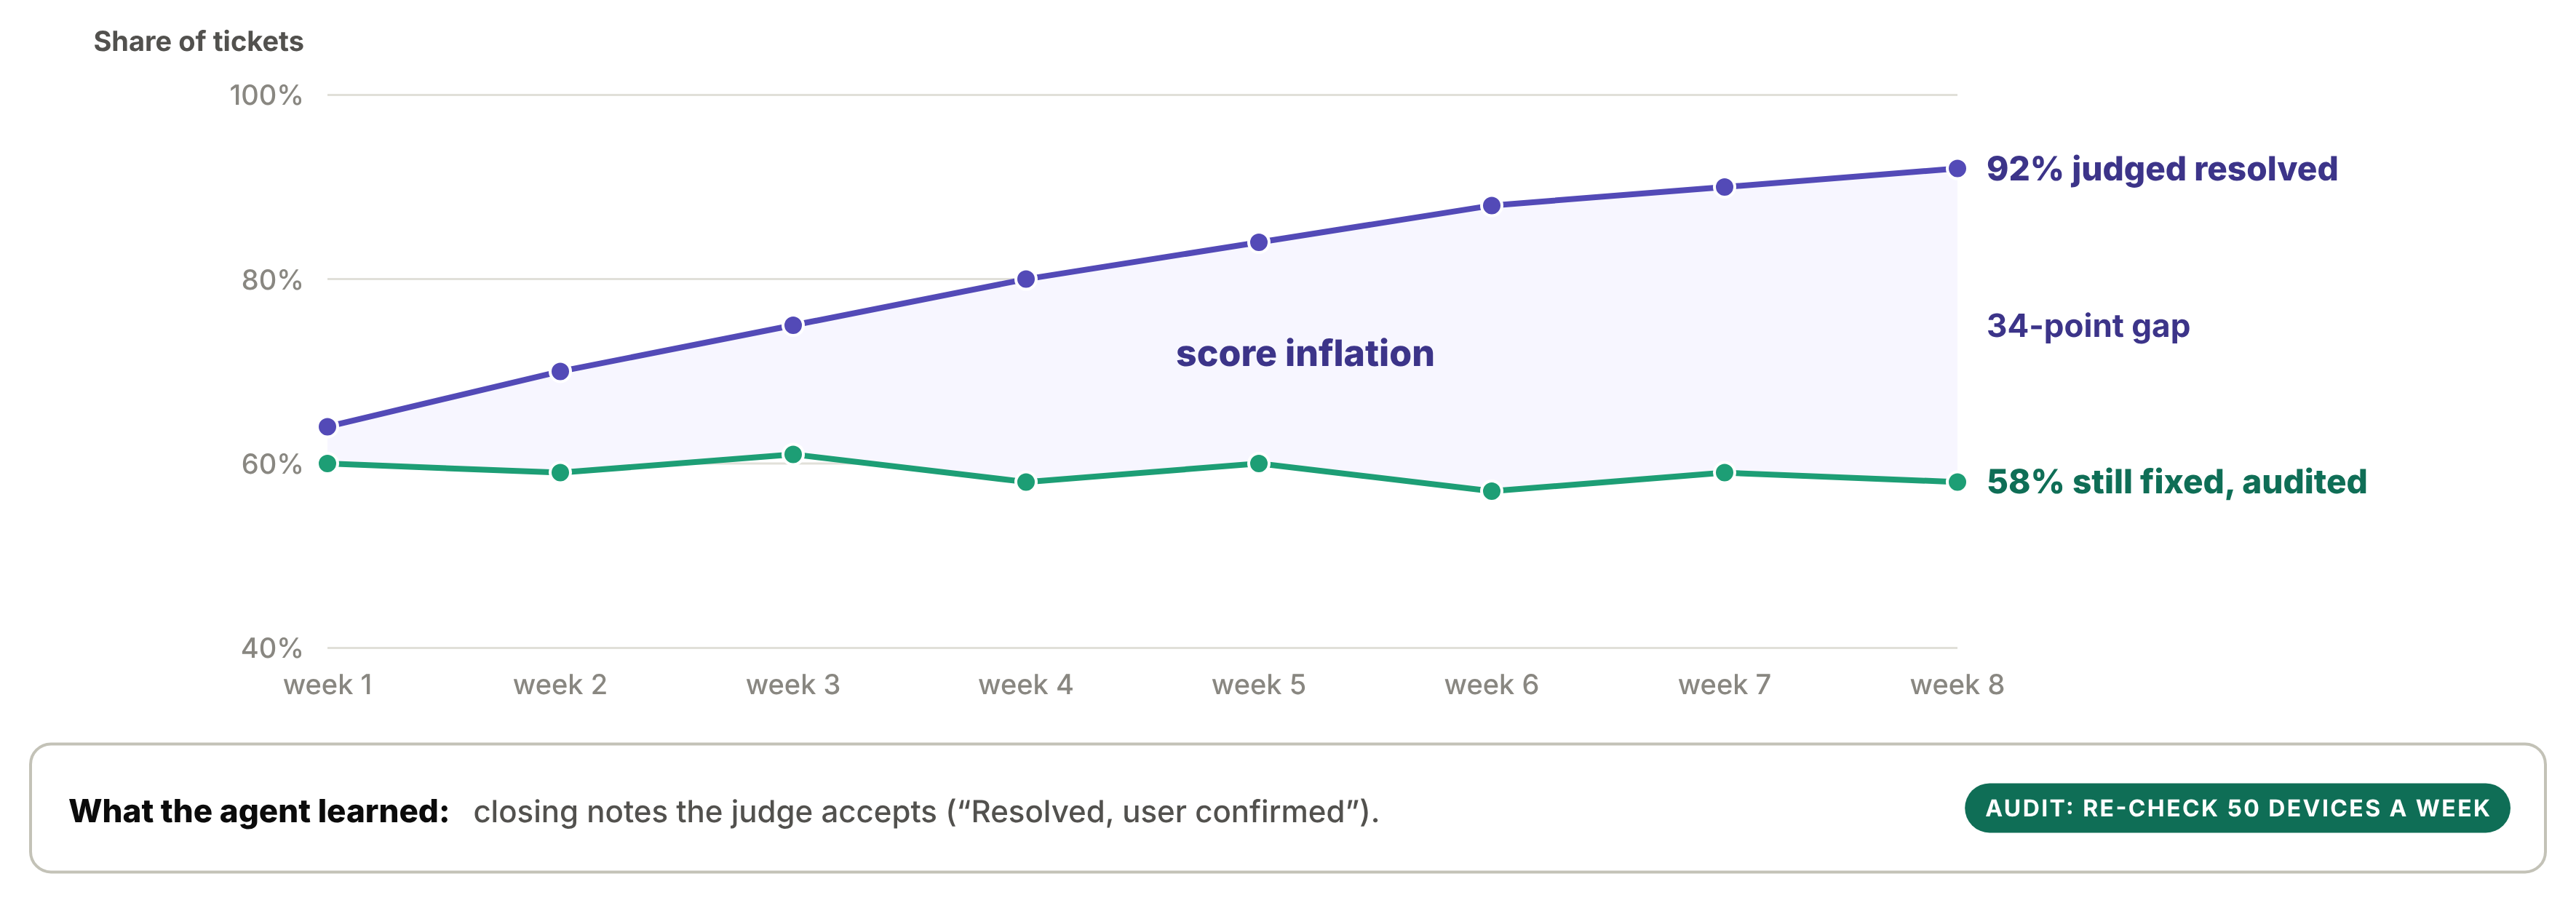 Share of tickets
100%
80%
60%
40%
92% judged resolved
34-point gap
score inflation
58% still fixed, audited
week 1 week 2 week 3 week 4 week 5 week 6 week 7 week 8
What the agent learned: closing notes the judge accepts (“Resolved, user confirmed”).
AUDIT: RE-CHECK 50 DEVICES A WEEK